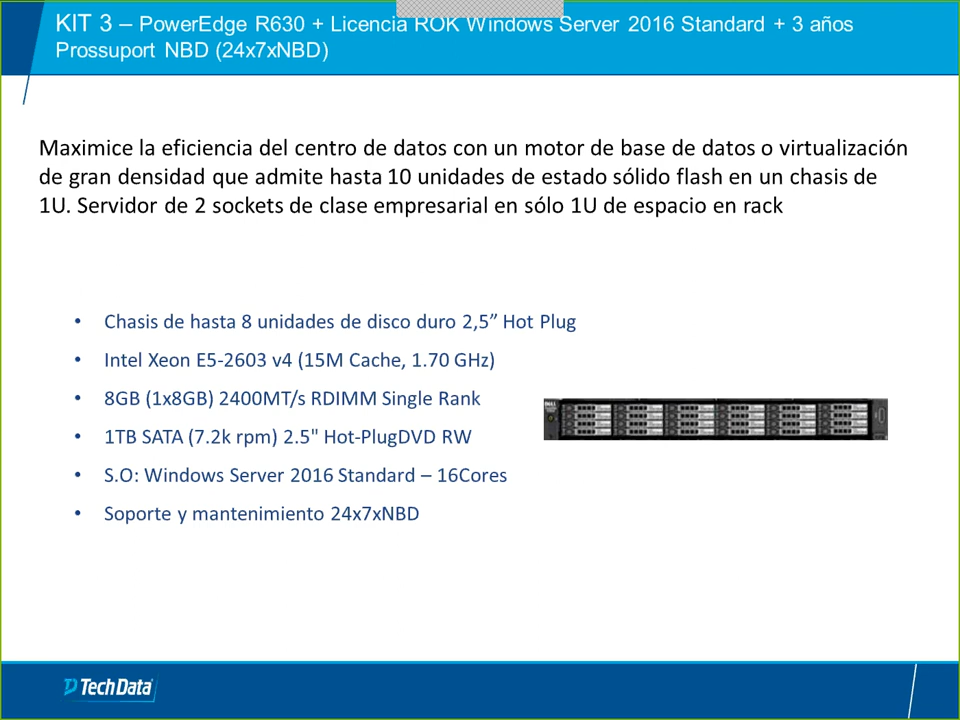 KIT 3 – PowerEdge R630 + Licencia ROK Windows Server 2016 Standard + 3 años
Prossuport NBD (24x7xNBD)
Maximice la eficiencia del centro de datos con un motor de base de datos o virtualización
de gran densidad que admite hasta 10 unidades de estado sólido flash en un chasis de
1U. Servidor de 2 sockets de clase empresarial en sólo 1U de espacio en rack
• Chasis de hasta 8 unidades de disco duro 2,5” Hot Plug
• Intel Xeon E5-2603 v4 (15M Cache, 1.70 GHz)
• 8GB (1x8GB) 2400MT/s RDIMM Single Rank
• 1TB SATA (7.2k rpm) 2.5" Hot-PlugDVD RW
• S.O: Windows Server 2016 Standard – 16Cores
• Soporte y mantenimiento 24x7xNBD
Tech Data